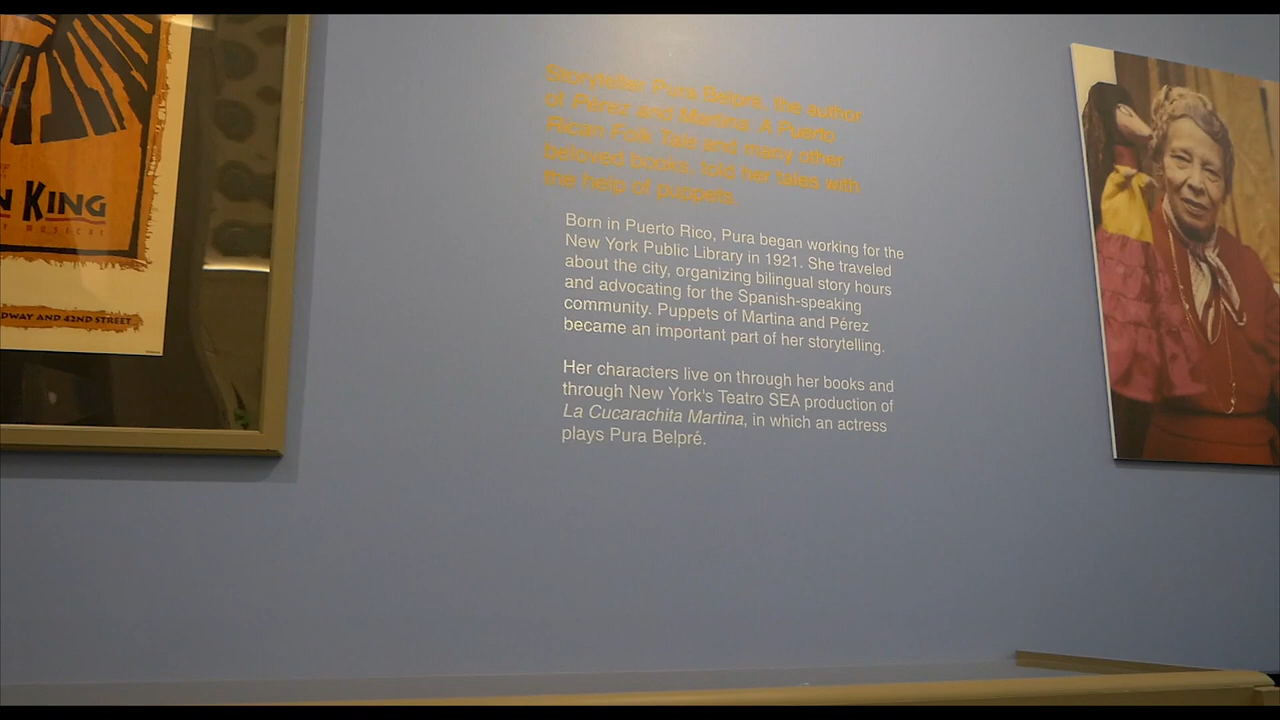 N KING
Y MUSICAL
DWAY AND 42ND STREET
Storyteller Pura Belpré, the author
of Pérez and Martina: A Puerto
Rican Folk Tale and many other
beloved books, told her tales with
the help of puppets.
Born in Puerto Rico, Pura began working for the
New York Public Library in 1921. She traveled
about the city, organizing bilingual story hours
and advocating for the Spanish-speaking
community. Puppets of Martina and Pérez
became an important part of her storytelling.
Her characters live on through her books and
through New York's Teatro SEA production of
La Cucarachita Martina, in which an actress
plays Pura Belpré.